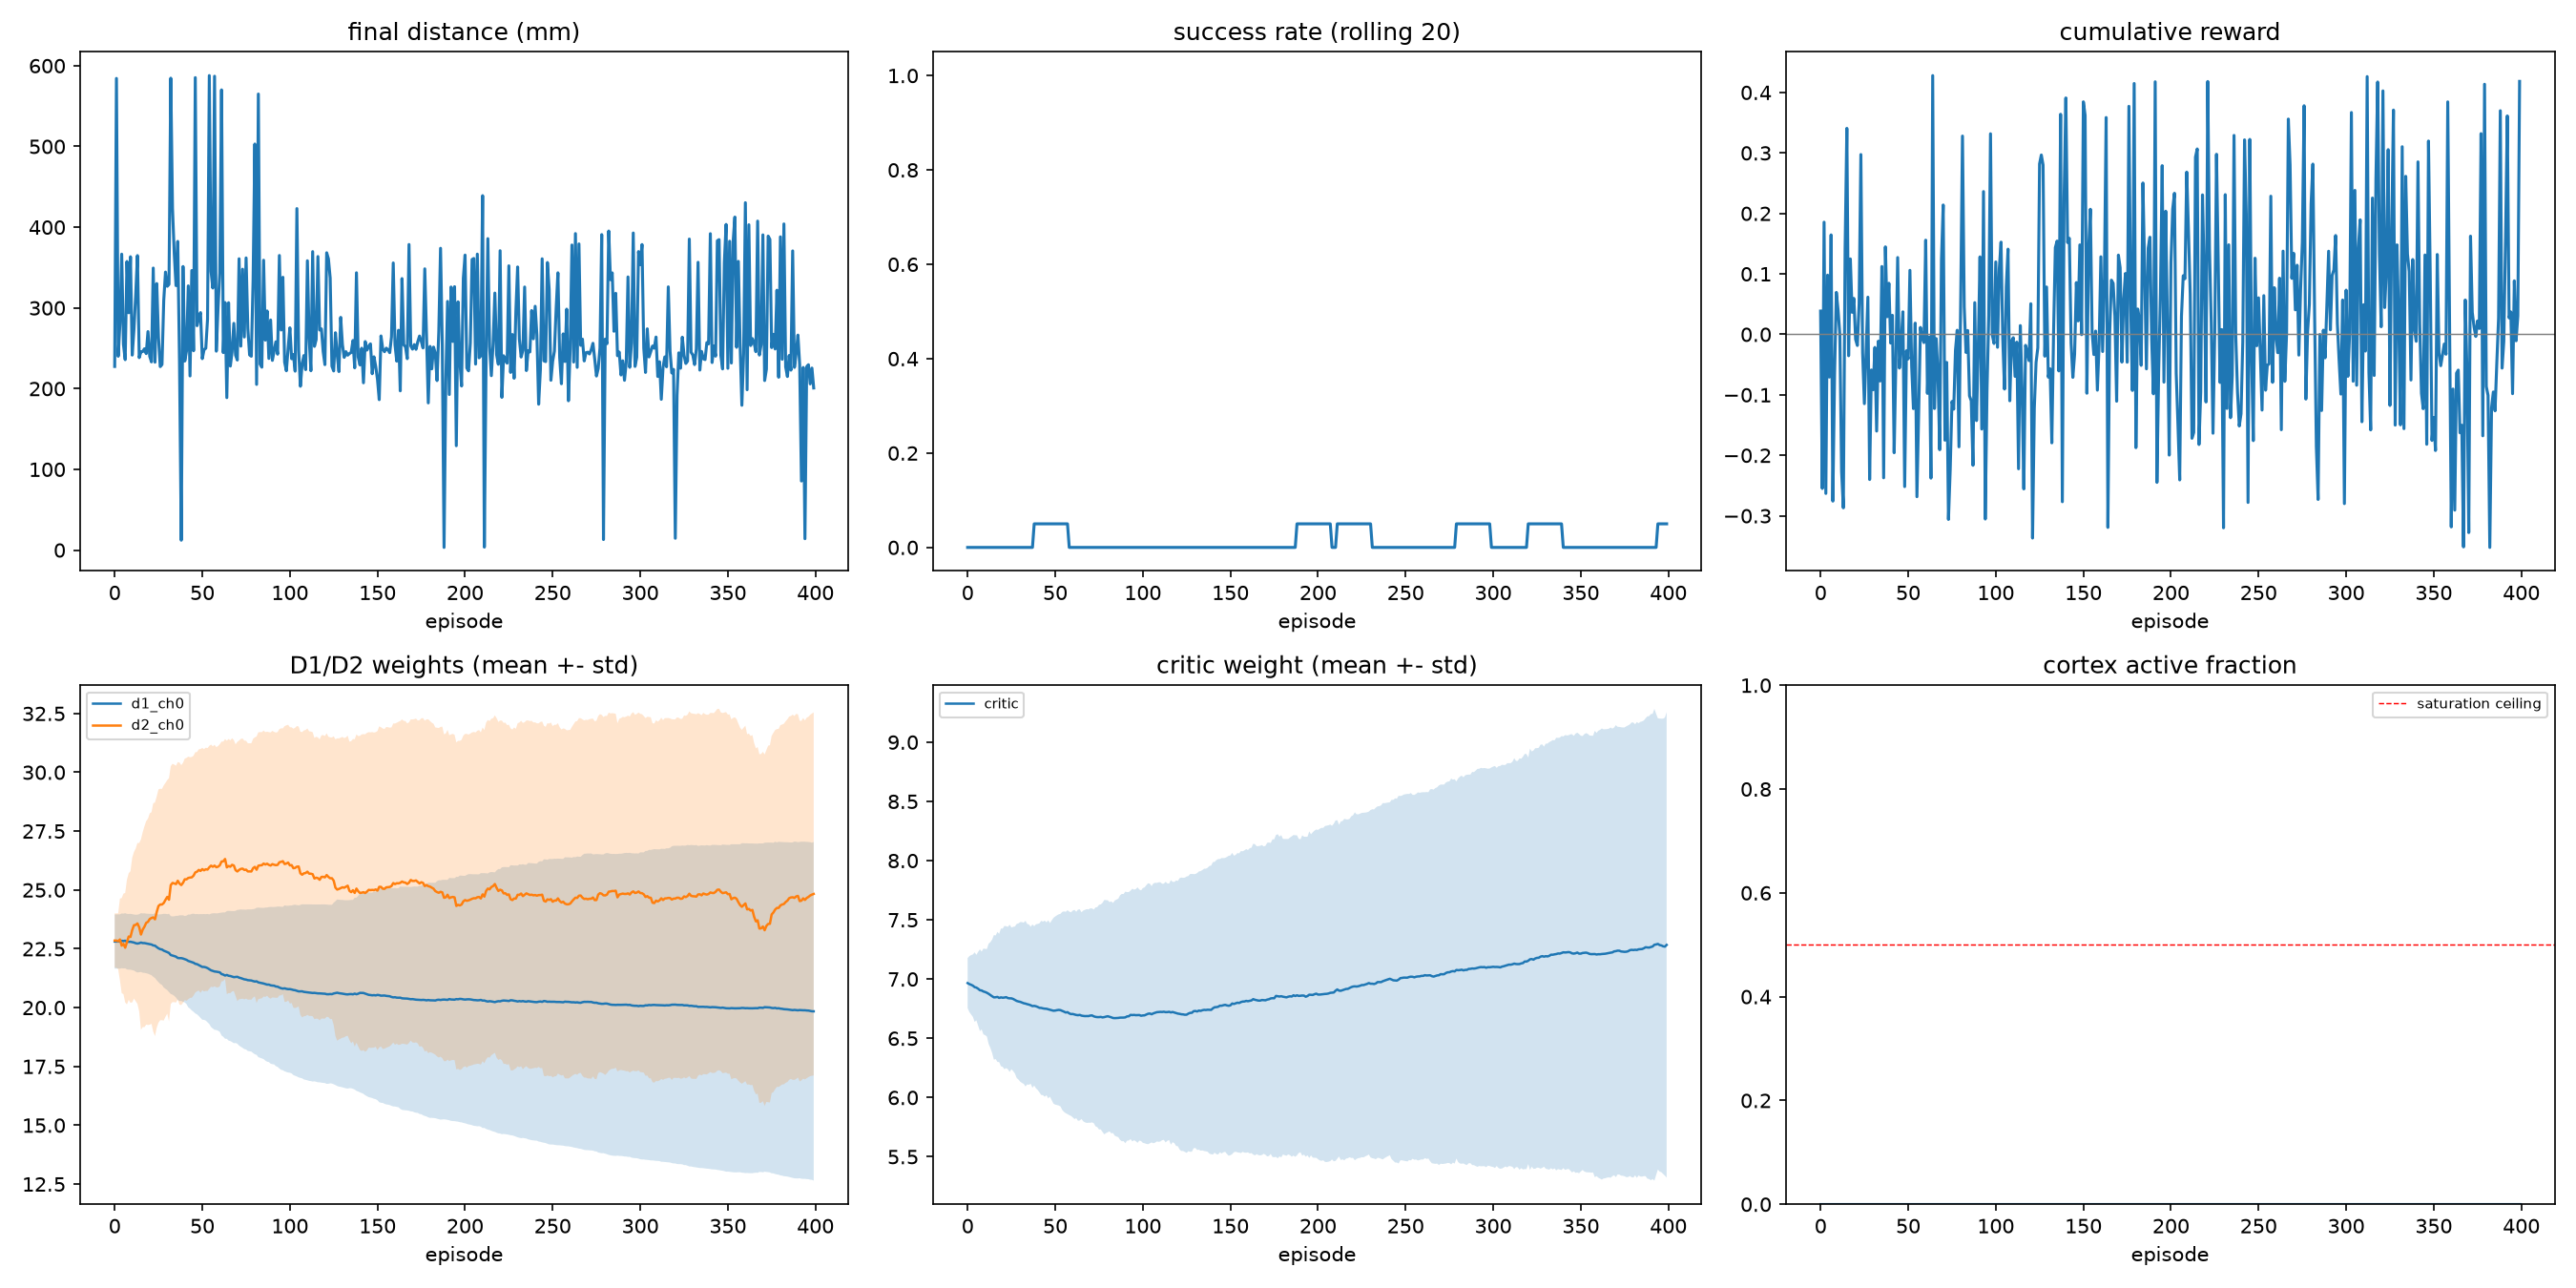 final distance (mm)
600
500
400
300
200
100
0
0 50 100 150 200 250 300 350 400
episode
success rate (rolling 20)
1.0
0.8
0.6
0.4
0.2
0.0
0 50 100 150 200 250 300 350 400
episode
cumulative reward
0.4
0.3
0.2
0.1
0.0
−0.1
−0.2
−0.3
0 50 100 150 200 250 300 350 400
episode
D1/D2 weights (mean +- std)
d1_ch0
d2_ch0
32.5
30.0
27.5
25.0
22.5
20.0
17.5
15.0
12.5
0 50 100 150 200 250 300 350 400
episode
critic weight (mean +- std)
critic
9.0
8.5
8.0
7.5
7.0
6.5
6.0
5.5
0 50 100 150 200 250 300 350 400
episode
cortex active fraction
saturation ceiling
1.0
0.8
0.6
0.4
0.2
0.0
0 50 100 150 200 250 300 350 400
episode